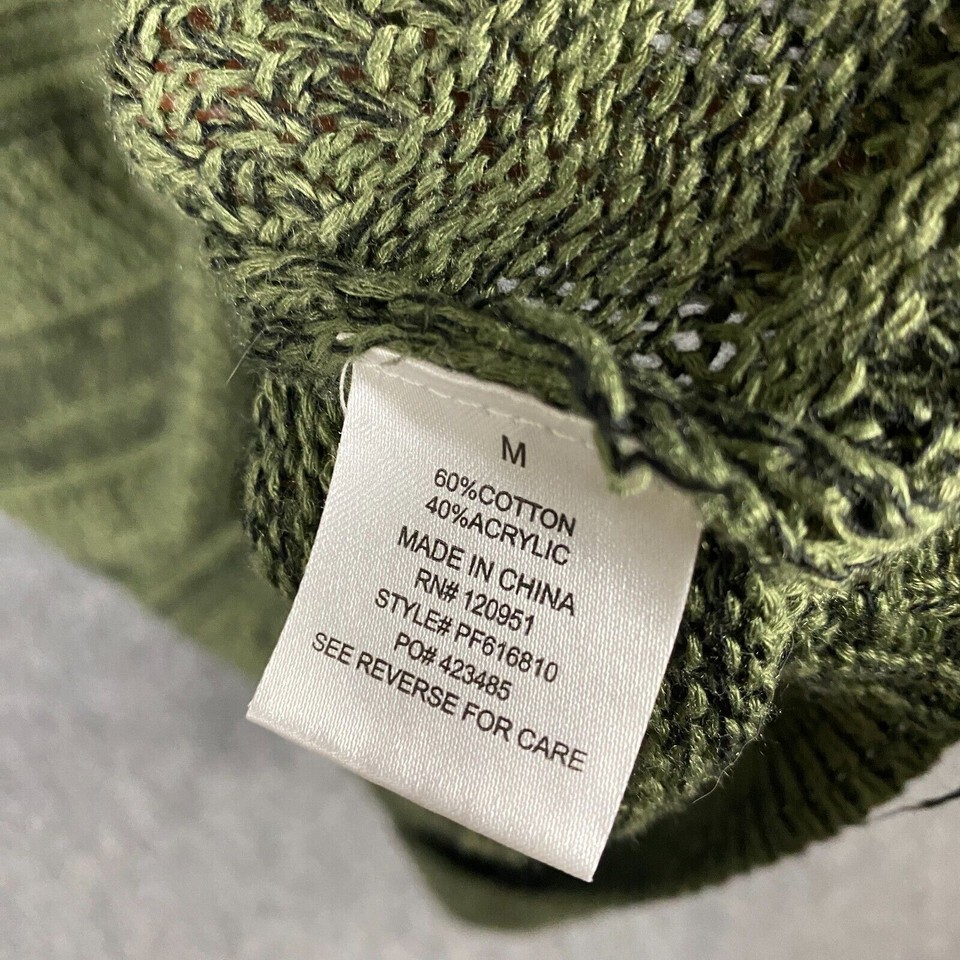 M
60%COTTON
40%ACRYLIC
MADE IN CHINA
RN# 120951
STYLE# PF616810
PO# 423485
SEE REVERSE FOR CARE